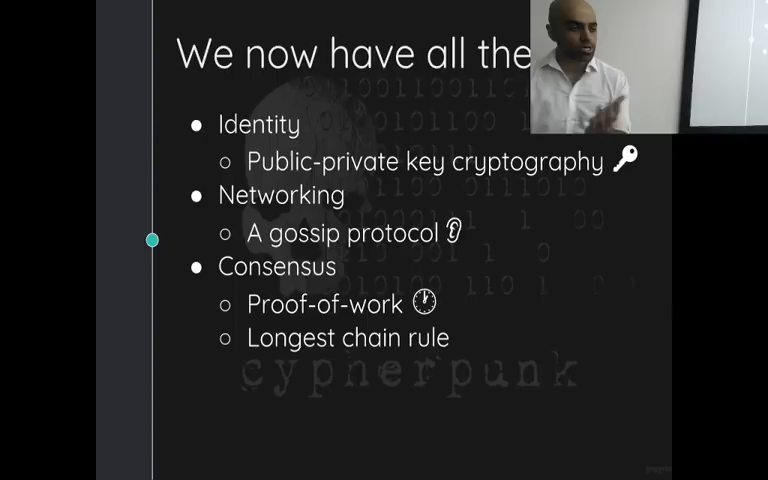 We now have all the
● Identity
○ Public-private key cryptography
● Networking
○ A gossip protocol
● Consensus
○ Proof-of-work
○ Longest chain rule
cypherpunk